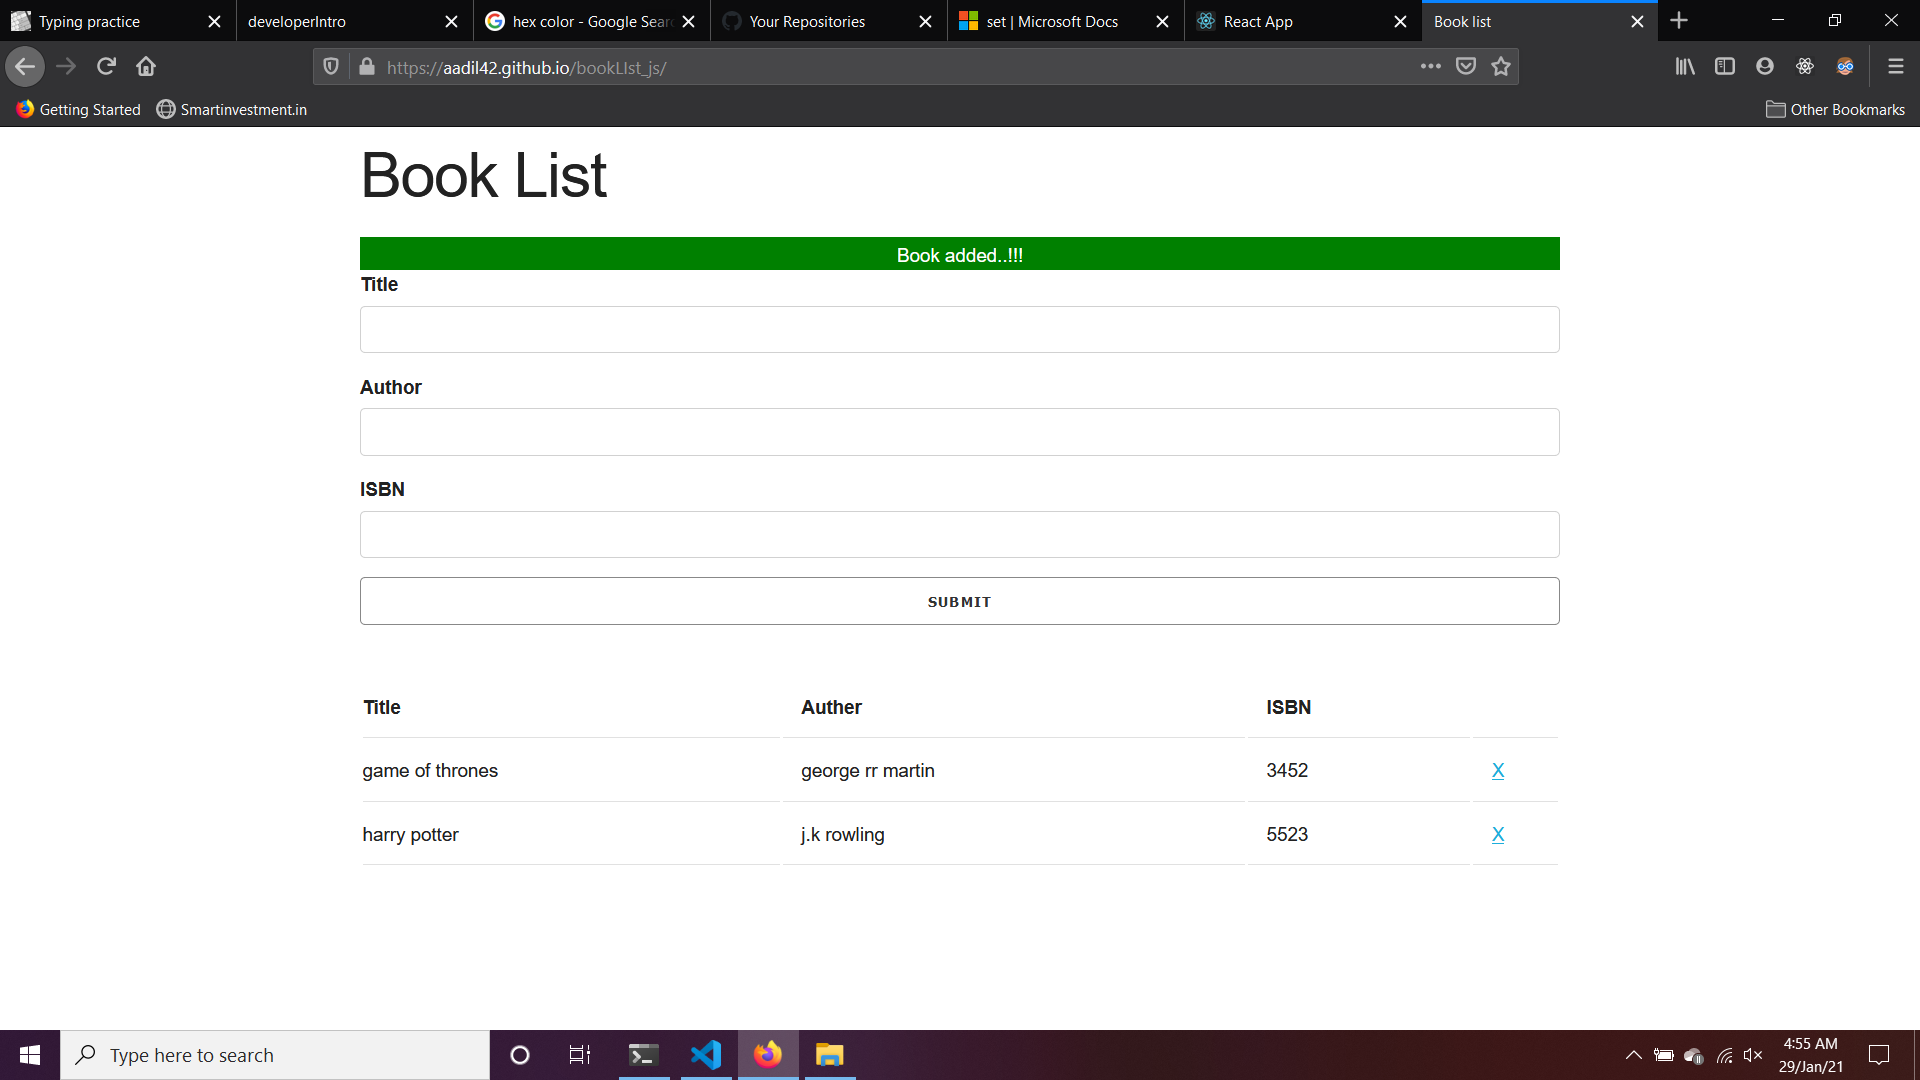 Typing practice
developerIntro
hex color - Google Sear
Your Repositories
set | Microsoft Docs
React App
Book list
https://aadil42.github.io/bookLIst_js/
Getting Started
Smartinvestment.in
Other Bookmarks
Book List
Book added..!!!
Title
Author
ISBN
SUBMIT
Title Auther ISBN
game of thrones george rr martin 3452 X
harry potter j.k rowling 5523 X
Type here to search
4:55 AM
29/Jan/21